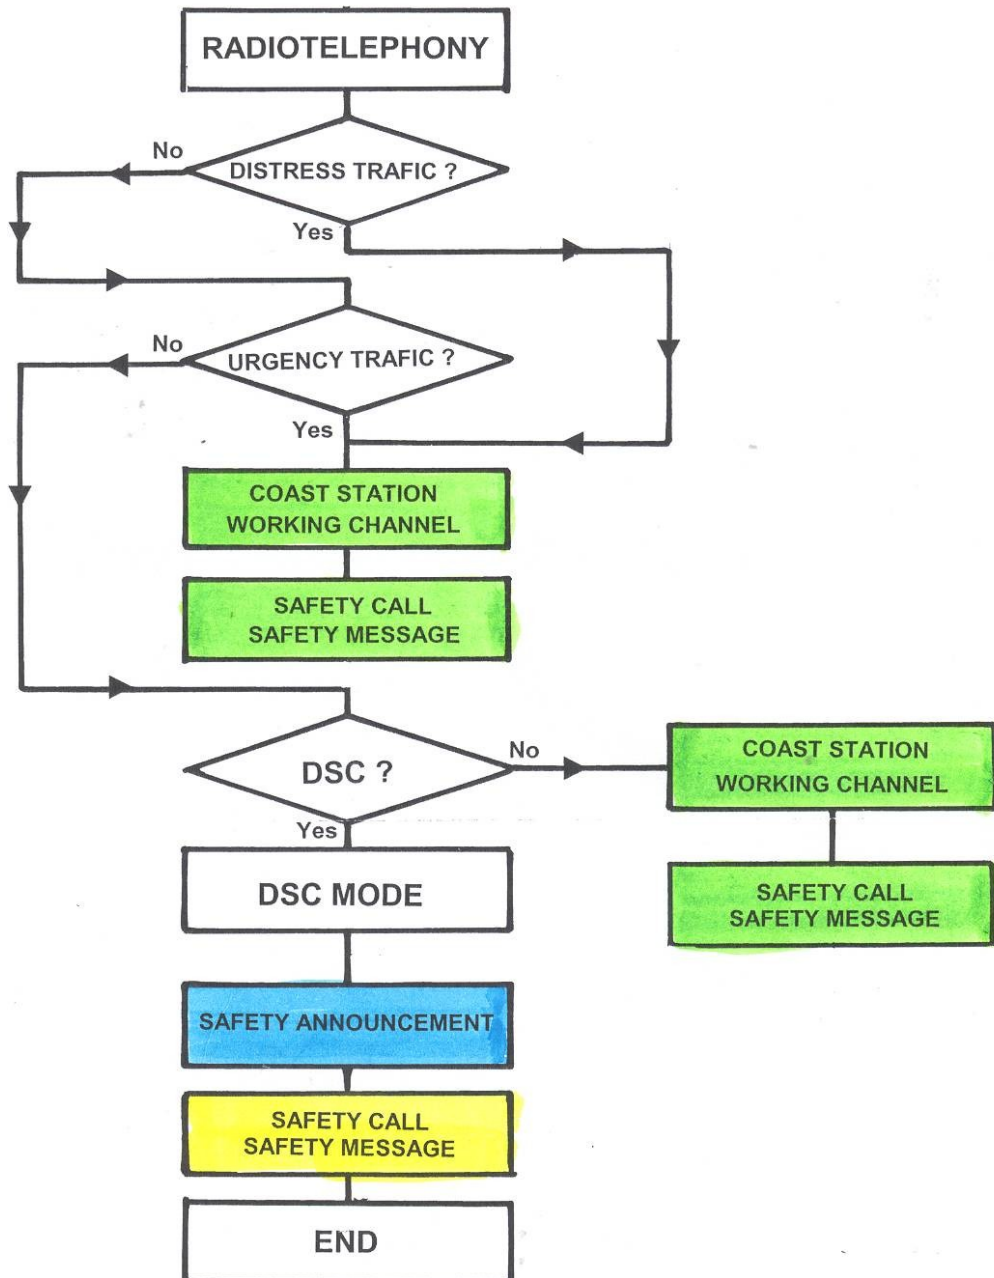 RADIOTELEPHONY
No
DISTRESS TRAFIC ?
Yes
No
URGENCY TRAFIC ?
Yes
COAST STATION
WORKING CHANNEL
SAFETY CALL
SAFETY MESSAGE
DSC ?
No
Yes
COAST STATION
WORKING CHANNEL
SAFETY CALL
SAFETY MESSAGE
DSC MODE
SAFETY ANNOUNCEMENT
SAFETY CALL
SAFETY MESSAGE
END